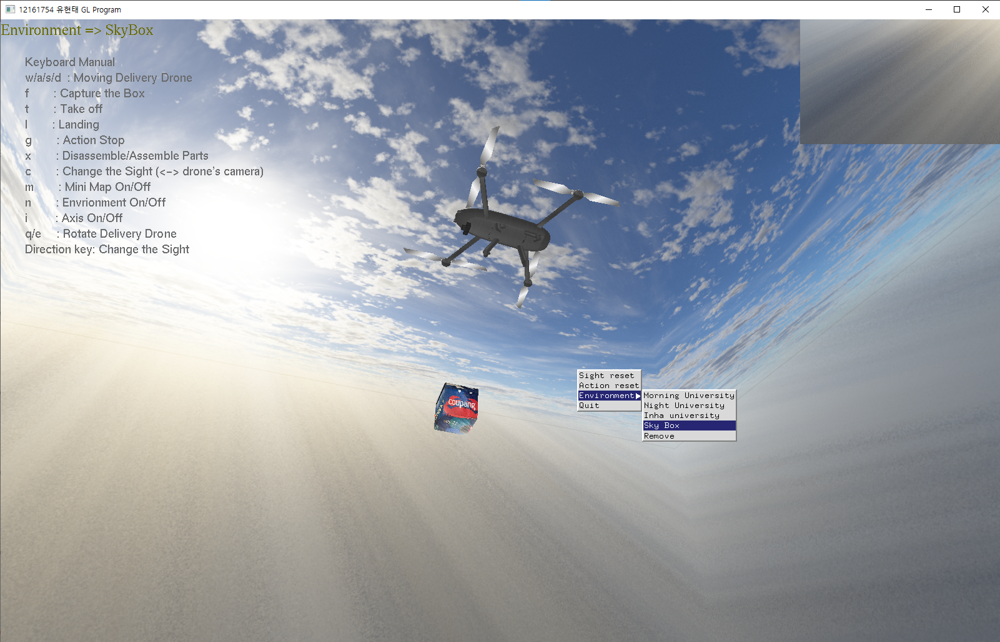 12161754 유현태 GL Program
Environment => SkyBox
Keyboard Manual
w/a/s/d : Moving Delivery Drone
f : Capture the Box
t : Take off
l : Landing
g : Action Stop
x : Disassemble/Assemble Parts
c : Change the Sight (<-> drone's camera)
m : Mini Map On/Off
n : Envrionment On/Off
i : Axis On/Off
q/e : Rotate Delivery Drone
Direction key: Change the Sight
coupang
Sight reset
Action reset
Environment
Quit
Morning University
Night University
Inha university
Sky Box
Remove